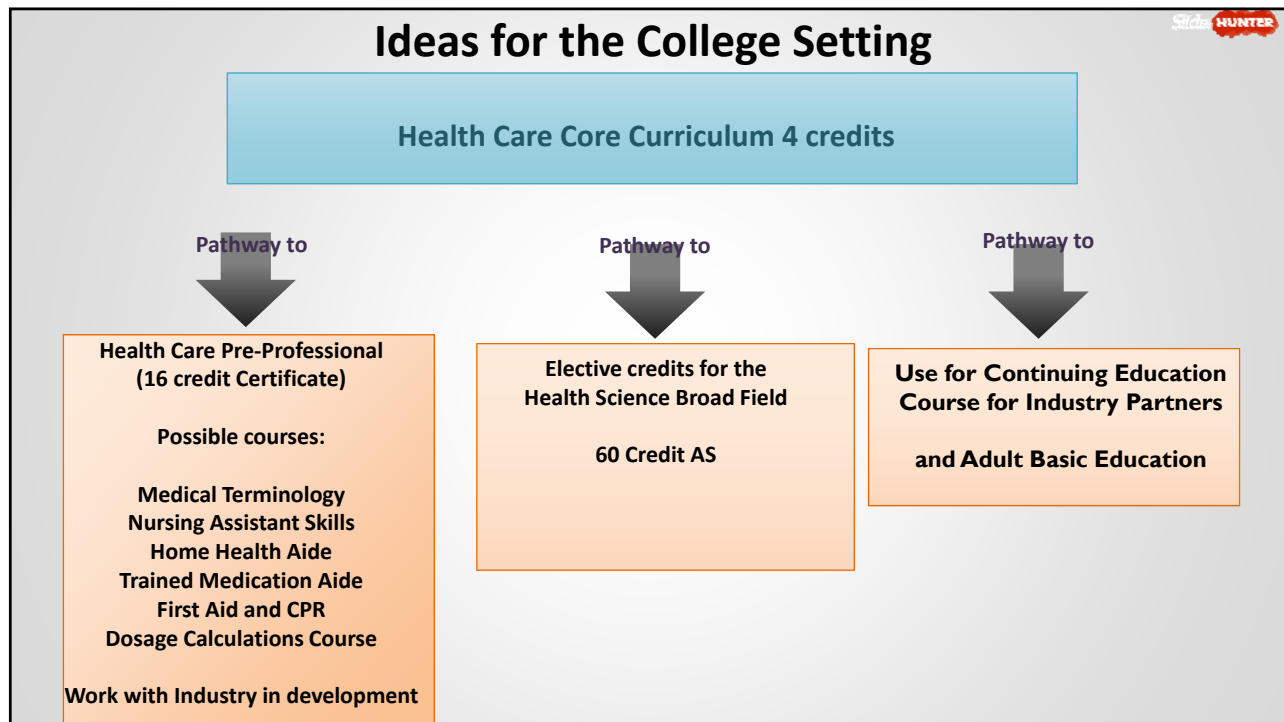 Slide HUNTER
Ideas for the College Setting
Health Care Core Curriculum 4 credits
Pathway to
Health Care Pre-Professional
(16 credit Certificate)
Possible courses:
Medical Terminology
Nursing Assistant Skills
Home Health Aide
Trained Medication Aide
First Aid and CPR
Dosage Calculations Course
Work with Industry in development
Pathway to
Elective credits for the
Health Science Broad Field
60 Credit AS
Pathway to
Use for Continuing Education
Course for Industry Partners
and Adult Basic Education